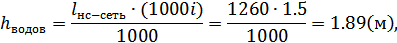 h_водов = (l_нс−сеть · (1000i)) / 1000 = (1260 · 1.5) / 1000 = 1.89(м),